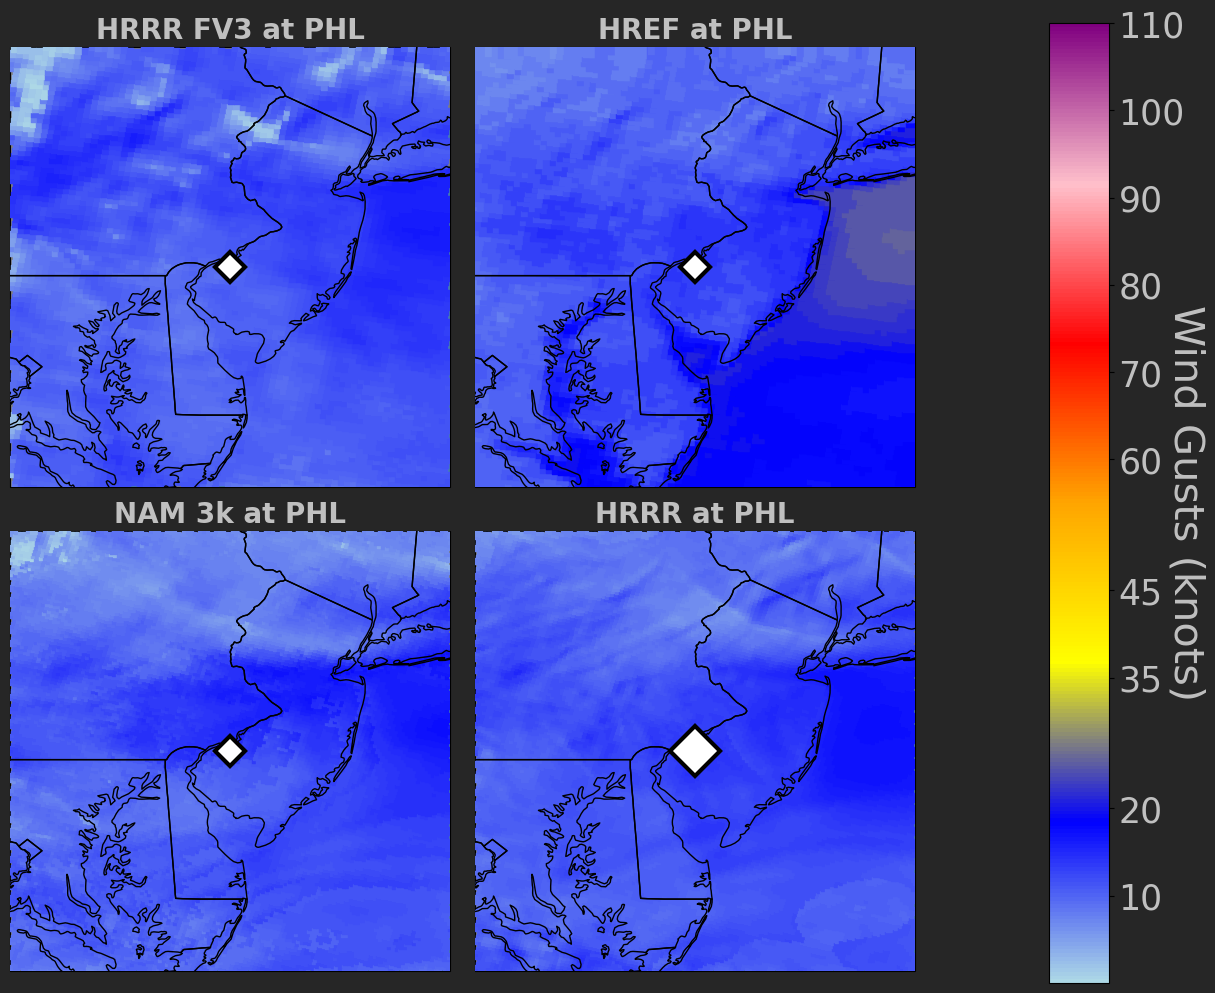 HRRR FV3 at PHL
HREF at PHL
NAM 3k at PHL
HRRR at PHL
110
100
90
80
70
60
45
35
20
10
Wind Gusts (knots)